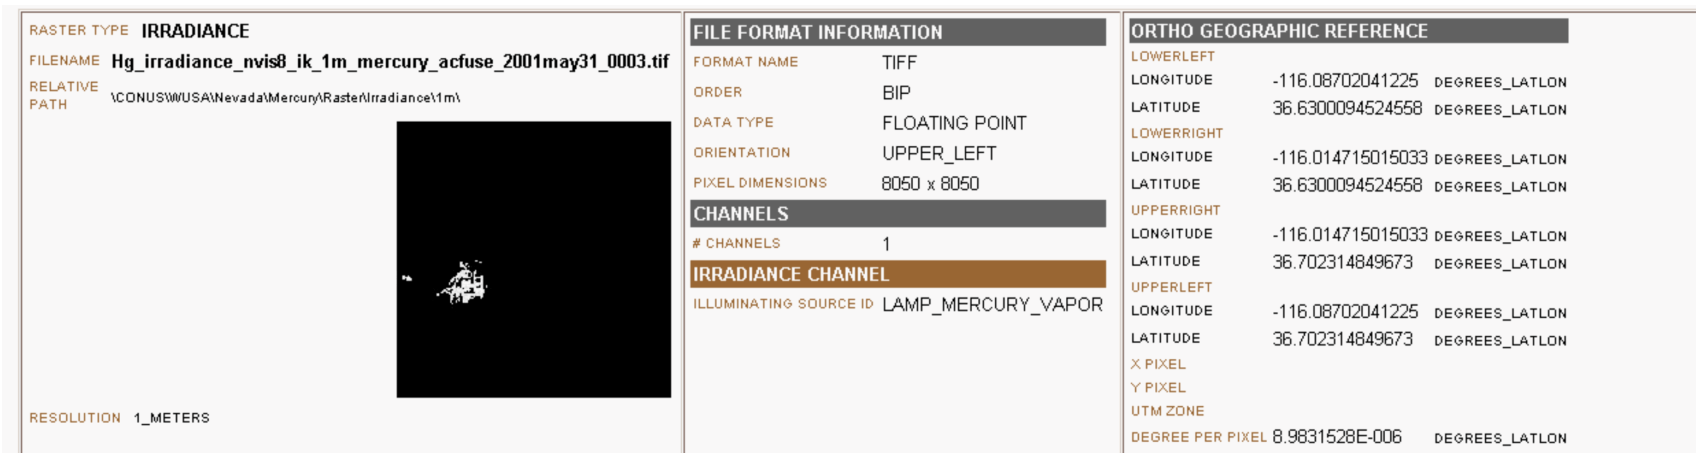 RASTER TYPE IRRADIANCE
FILENAME Hg_irradiance_nvis8_ik_1m_mercury_acfuse_2001may31_0003.tif
RELATIVE PATH \CONUS\WUSA\Nevada\Mercury\Raster\Irradiance\1m\
RESOLUTION 1_METERS
FILE FORMAT INFORMATION
FORMAT NAME TIFF
ORDER BIP
DATA TYPE FLOATING POINT
ORIENTATION UPPER_LEFT
PIXEL DIMENSIONS 8050 x 8050
CHANNELS
# CHANNELS 1
IRRADIANCE CHANNEL
ILLUMINATING SOURCE ID LAMP_MERCURY_VAPOR
ORTHO GEOGRAPHIC REFERENCE
LOWERLEFT
LONGITUDE -116.08702041225 DEGREES_LATLON
LATITUDE 36.6300094524558 DEGREES_LATLON
LOWERRIGHT
LONGITUDE -116.014715015033 DEGREES_LATLON
LATITUDE 36.6300094524558 DEGREES_LATLON
UPPERRIGHT
LONGITUDE -116.014715015033 DEGREES_LATLON
LATITUDE 36.702314849673 DEGREES_LATLON
UPPERLEFT
LONGITUDE -116.08702041225 DEGREES_LATLON
LATITUDE 36.702314849673 DEGREES_LATLON
X PIXEL
Y PIXEL
UTM ZONE
DEGREE PER PIXEL 8.9831528E-006 DEGREES_LATLON